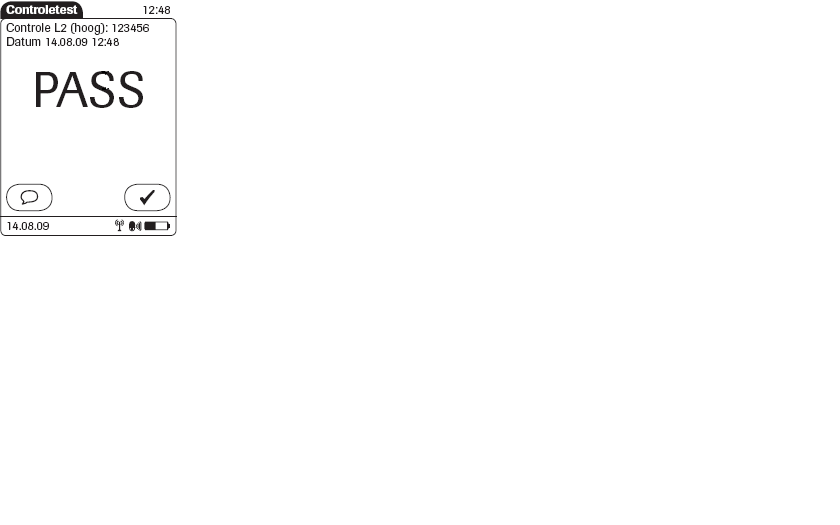 Controletest 12:48
Controle L2 (hoog): 123456
Datum 14.08.09 12:48
PASS
14.08.09